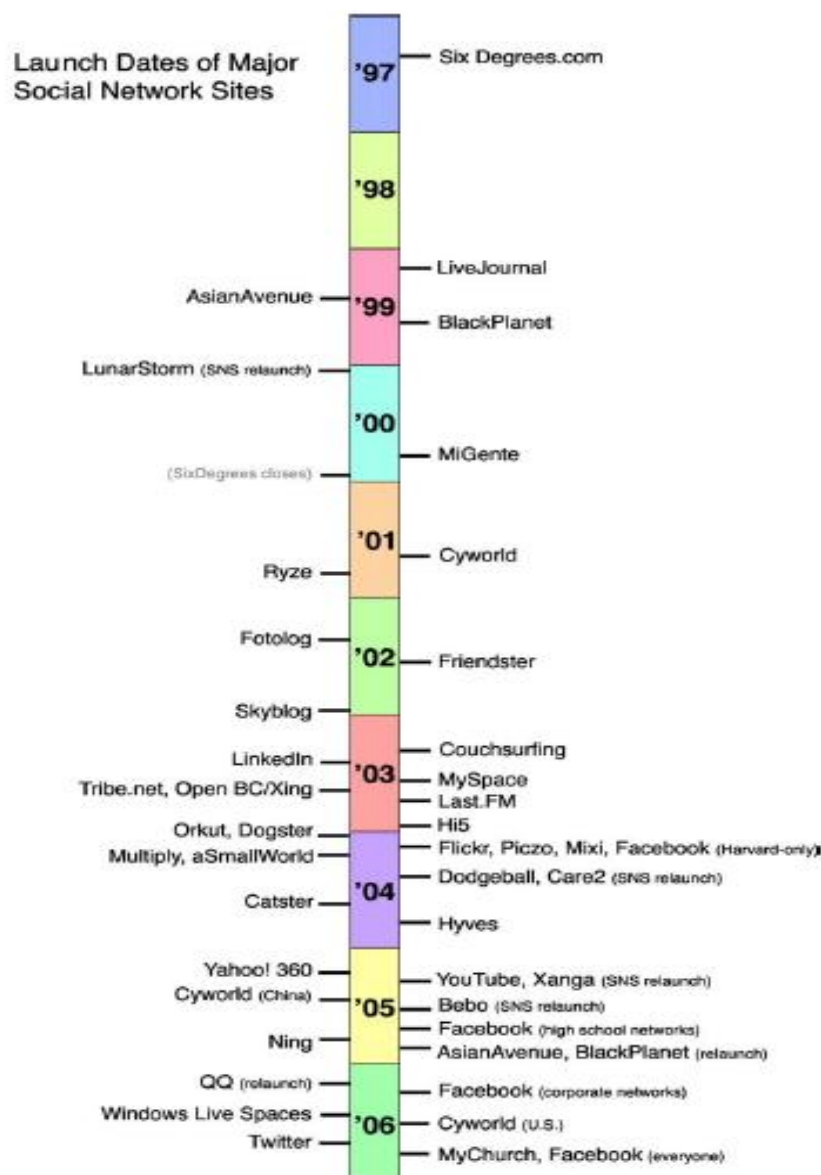 Launch Dates of Major
Social Network Sites
'97
Six Degrees.com
'98
'99
LiveJournal
AsianAvenue
BlackPlanet
'00
LunarStorm (SNS relaunch)
MiGente
(SixDegrees closes)
'01
Cyworld
Ryze
'02
Fotolog
Friendster
Skyblog
'03
Couchsurfing
LinkedIn
MySpace
Tribe.net, Open BC/Xing
Last.FM
Hi5
'04
Orkut, Dogster
Flickr, Piczo, Mixi, Facebook (Harvard-only)
Multiply, aSmallWorld
Dodgeball, Care2 (SNS relaunch)
Catster
Hyves
'05
Yahoo! 360
YouTube, Xanga (SNS relaunch)
Cyworld (China)
Bebo (SNS relaunch)
Facebook (high school networks)
Ning
AsianAvenue, BlackPlanet (relaunch)
'06
QQ (relaunch)
Facebook (corporate networks)
Windows Live Spaces
Cyworld (U.S.)
Twitter
MyChurch, Facebook (everyone)